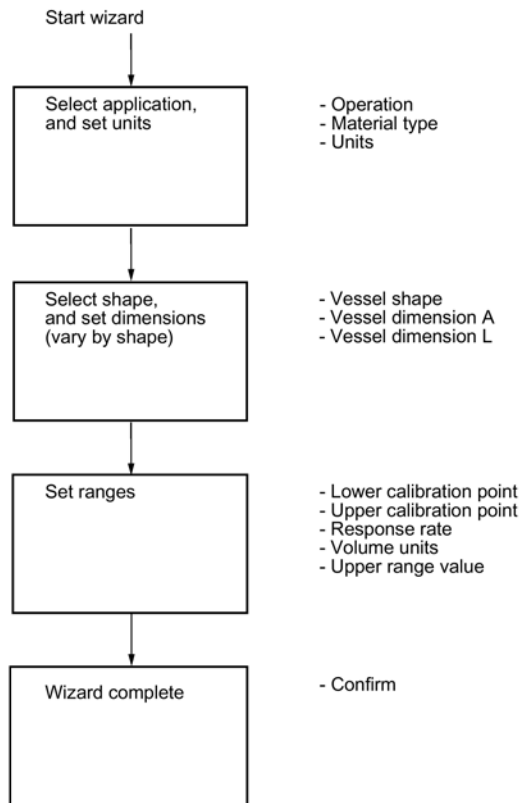 Start wizard
Select application,
and set units
- Operation
- Material type
- Units
Select shape,
and set dimensions
(vary by shape)
- Vessel shape
- Vessel dimension A
- Vessel dimension L
Set ranges
- Lower calibration point
- Upper calibration point
- Response rate
- Volume units
- Upper range value
Wizard complete
- Confirm